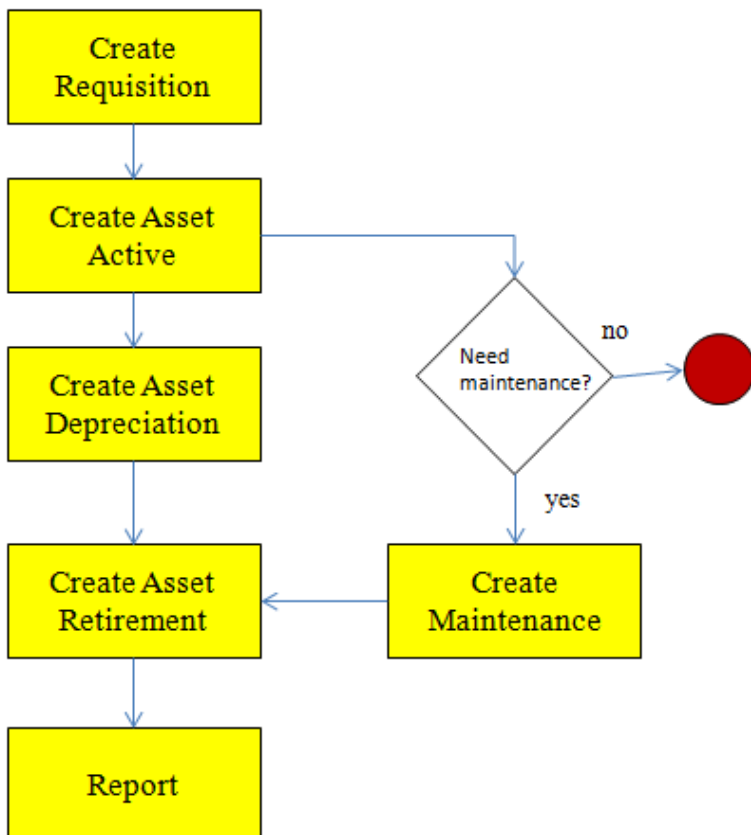 Create
Requisition
Create Asset
Active
Need
maintenance?
no
Create Asset
Depreciation
yes
Create Asset
Retirement
Create
Maintenance
Report